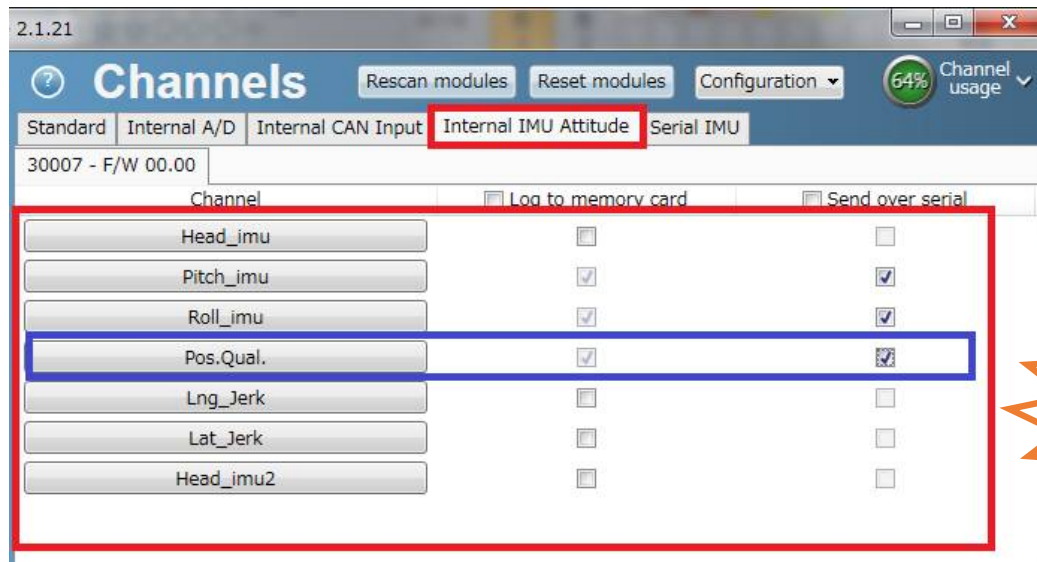 2.1.21
Channels Rescan modules Reset modules Configuration 64% Channel usage
Standard Internal A/D Internal CAN Input Internal IMU Attitude Serial IMU
30007 - F/W 00.00
Channel Log to memory card Send over serial
Head_imu
Pitch_imu
Roll_imu
Pos.Qual.
Lng_Jerk
Lat_Jerk
Head_imu2